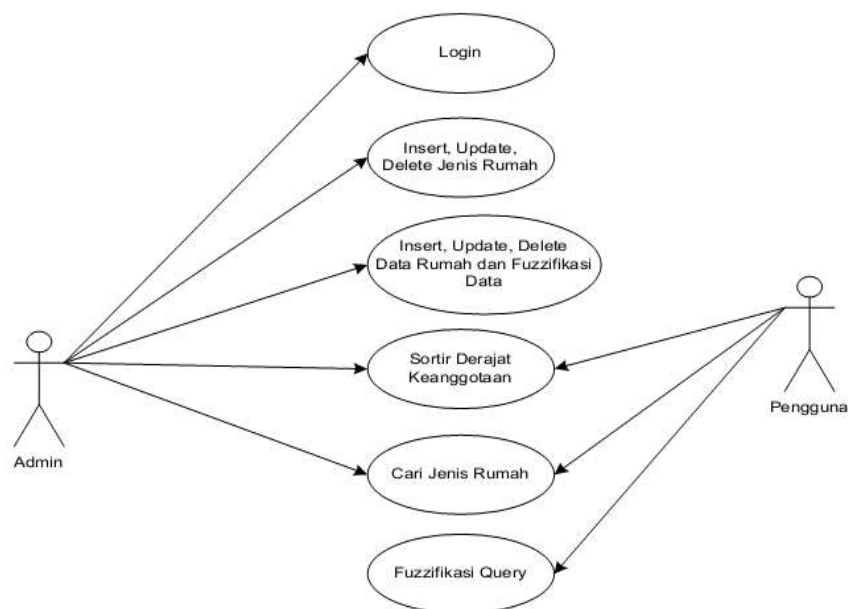 Login
Insert, Update,
Delete Jenis Rumah
Insert, Update, Delete
Data Rumah dan Fuzzifikasi
Data
Sortir Derajat
Keanggotaan
Pengguna
Admin
Cari Jenis Rumah
Fuzzifikasi Query